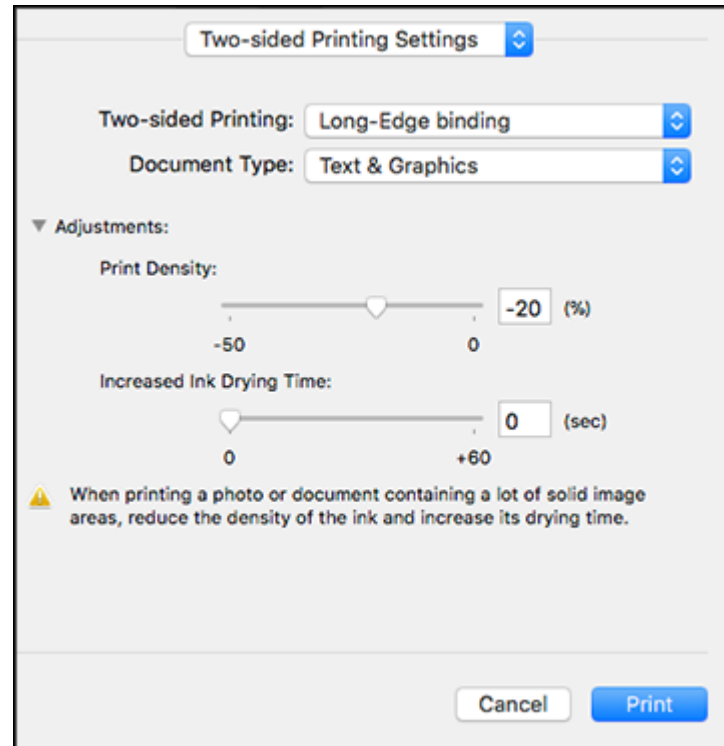 Two-sided Printing Settings
Two-sided Printing: Long-Edge binding
Document Type: Text & Graphics
Adjustments:
Print Density:
-20 (%)
-50 0
Increased Ink Drying Time:
0 (sec)
0 +60
When printing a photo or document containing a lot of solid image
areas, reduce the density of the ink and increase its drying time.
Cancel Print